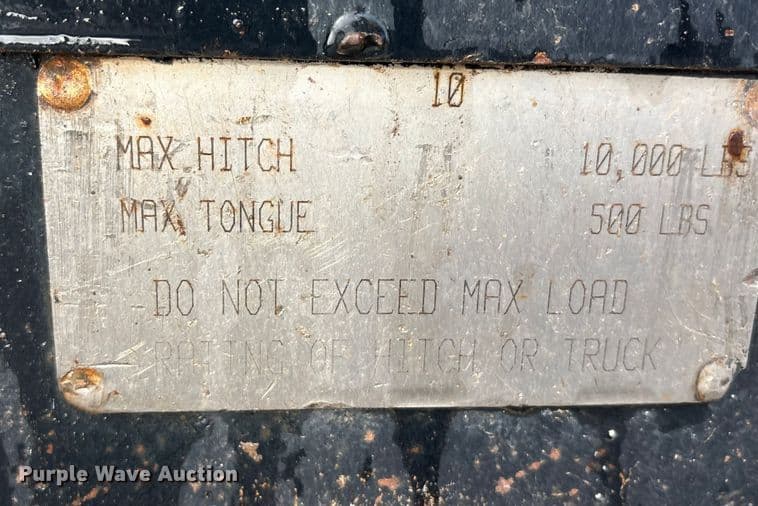 10
MAX HITCH 10,000 LBS
MAX TONGUE 500 LBS
DO NOT EXCEED MAX LOAD
RATING OF HITCH OR TRUCK
Purple Wave Auction